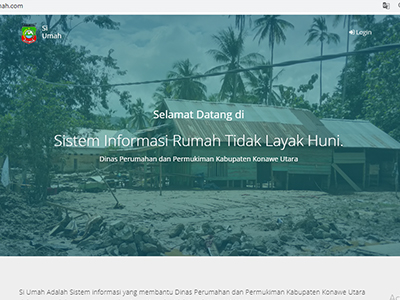 mah.com
Si
Umah
Login
Selamat Datang di
Sistem Informasi Rumah Tidak Layak Huni.
Dinas Perumahan dan Permukiman Kabupaten Konawe Utara
Si Umah Adalah Sistem informasi yang membantu Dinas Perumahan dan Permukiman Kabupaten Konawe Utara